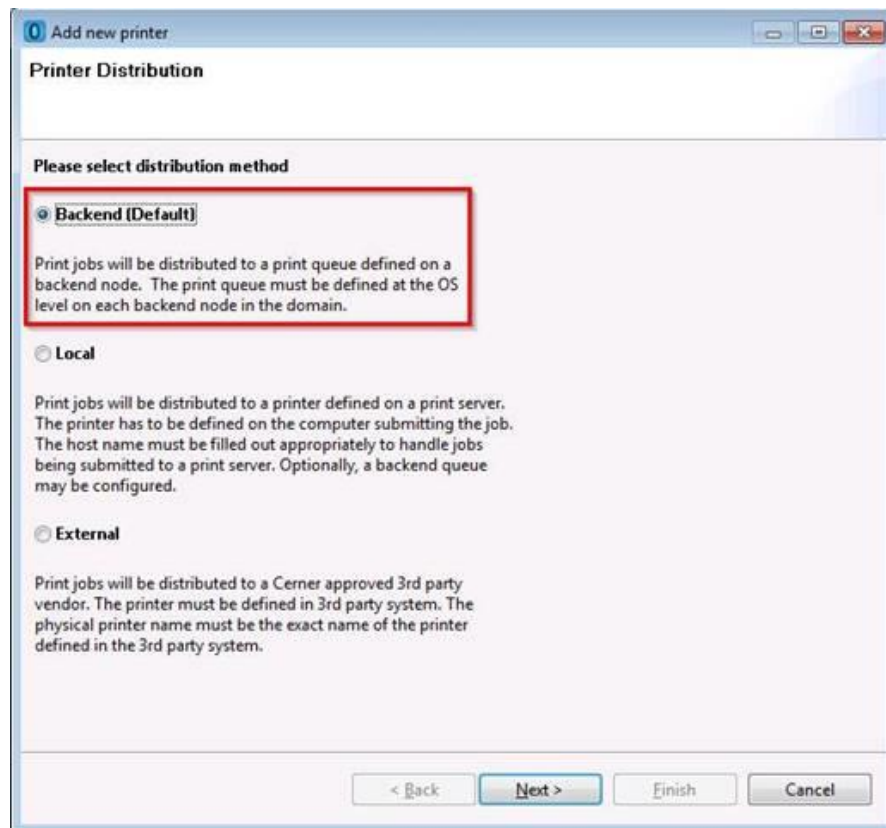 Add new printer
Printer Distribution
Please select distribution method
Backend (Default)
Print jobs will be distributed to a print queue defined on a
backend node.  The print queue must be defined at the OS
level on each backend node in the domain.
Local
Print jobs will be distributed to a printer defined on a print server.
The printer has to be defined on the computer submitting the job.
The host name must be filled out appropriately to handle jobs
being submitted to a print server. Optionally, a backend queue
may be configured.
External
Print jobs will be distributed to a Cerner approved 3rd party
vendor. The printer must be defined in 3rd party system. The
physical printer name must be the exact name of the printer
defined in the 3rd party system.
< Back Next > Finish Cancel